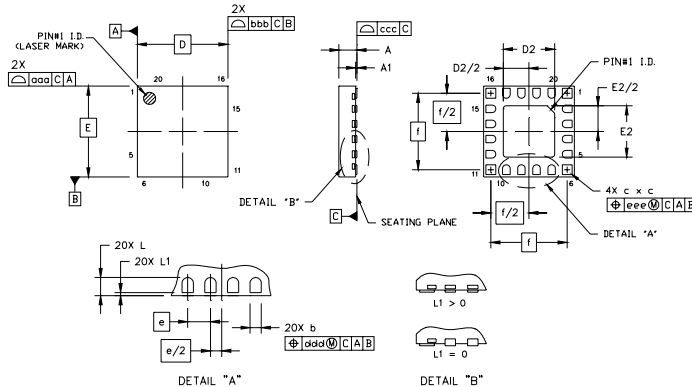 2X
bbb C B
A
D
PIN#1 I.D.
(LASER MARK)
2X
aaa C A
20
16
1
15
E
5
11
6
10
B
ccc C
A
A1
DETAIL "B"
C
SEATING PLANE
D2
D2/2
PIN#1 I.D.
16
20
1
E2/2
f/2
15
f
E2
5
11
10
6
4X c x c
eee M C A B
f/2
f
DETAIL "A"
20X L
20X L1
e
20X b
ddd M C A B
e/2
DETAIL "A"
L1 > 0
L1 = 0
DETAIL "B"